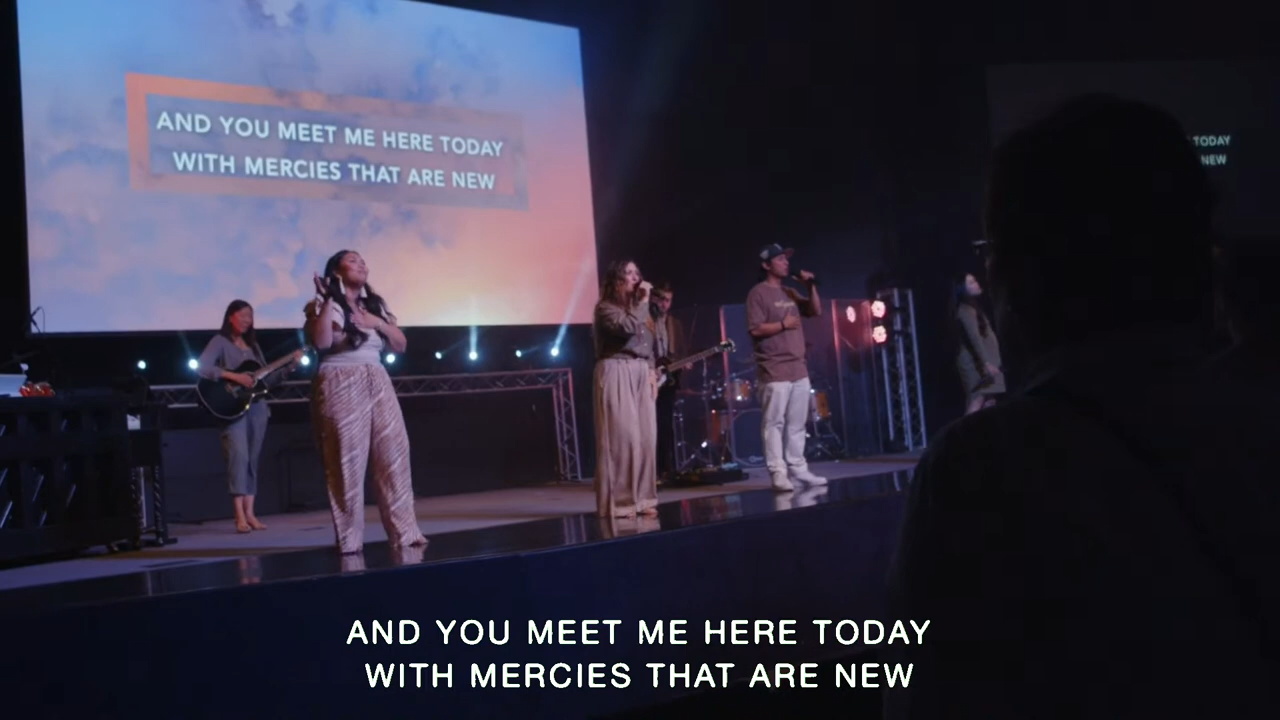 AND YOU MEET ME HERE TODAY
WITH MERCIES THAT ARE NEW
TODAY
NEW
AND YOU MEET ME HERE TODAY
WITH MERCIES THAT ARE NEW